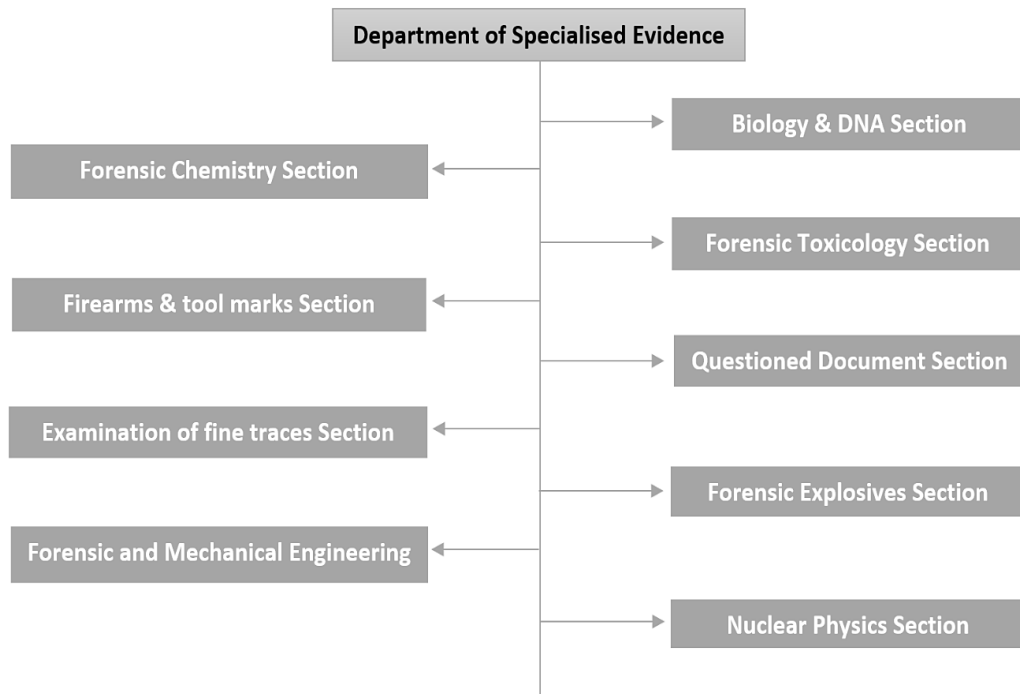 Department of Specialised Evidence
Biology & DNA Section
Forensic Chemistry Section
Forensic Toxicology Section
Firearms & tool marks Section
Questioned Document Section
Examination of fine traces Section
Forensic Explosives Section
Forensic and Mechanical Engineering
Nuclear Physics Section